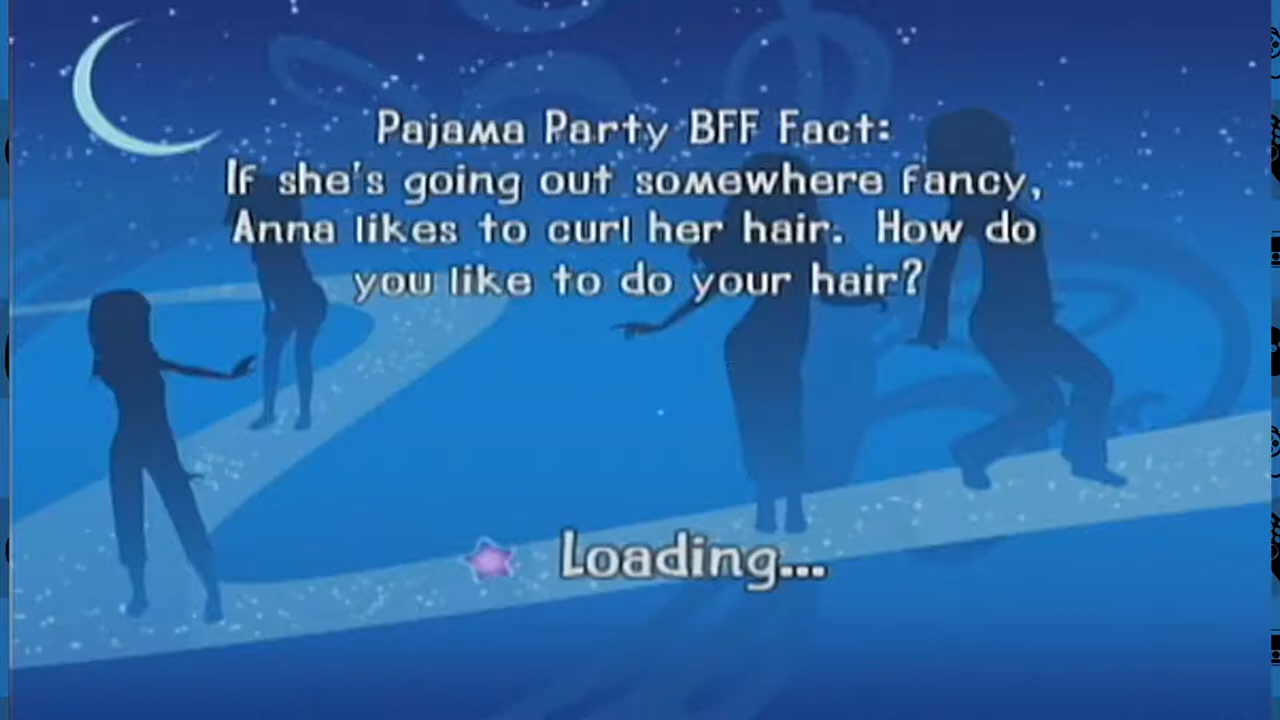 Pajama Party BFF Fact:
If she's going out somewhere fancy,
Anna likes to curl her hair. How do
you like to do your hair?
Loading...